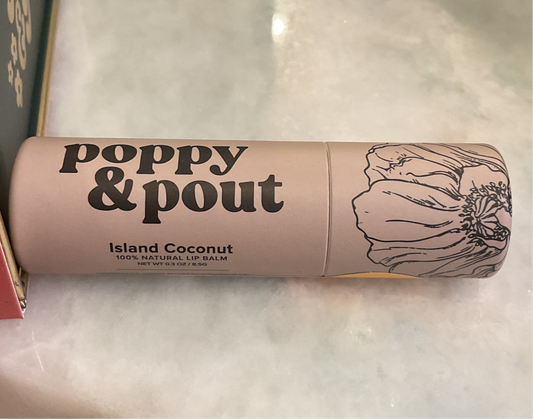 poppy
& pout
Island Coconut
100% NATURAL LIP BALM
NET WT 0.3 OZ / 8.5G